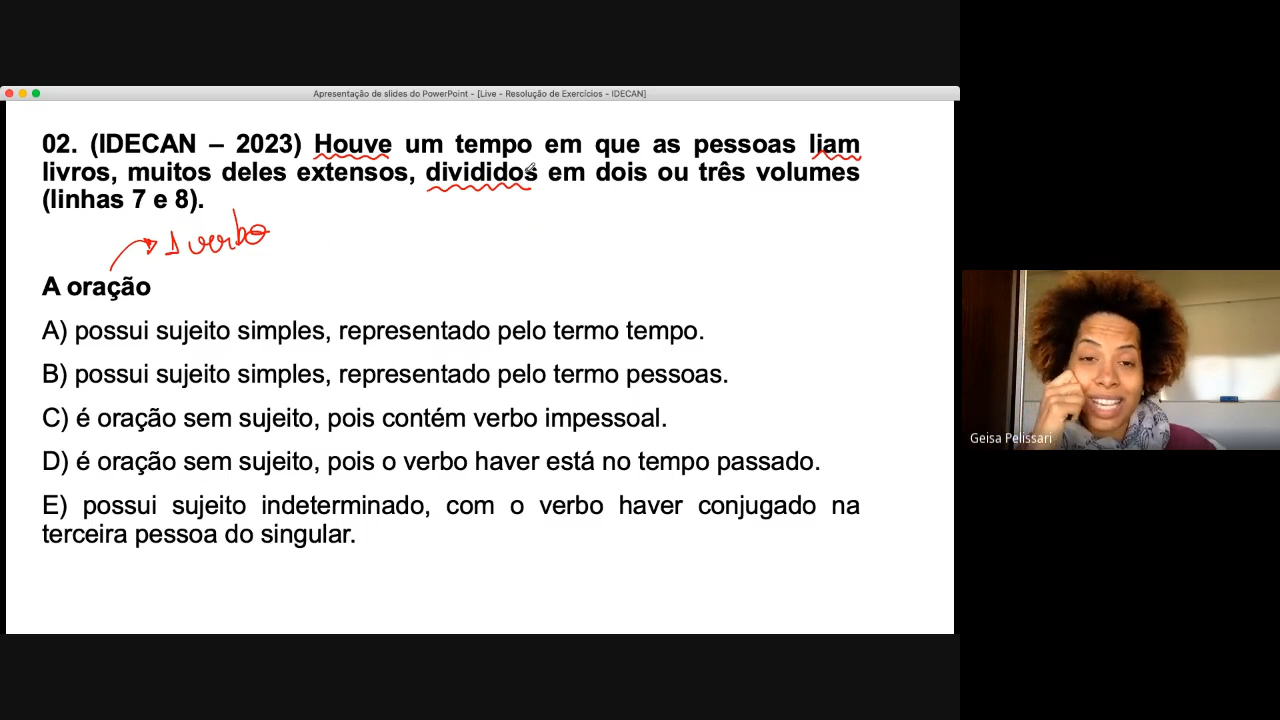 Apresentação de slides do PowerPoint - [Live - Resolução de Exercícios - IDECAN]
02. (IDECAN – 2023) Houve um tempo em que as pessoas liam
livros, muitos deles extensos, divididos em dois ou três volumes
(linhas 7 e 8).
1 verbo
A oração
A) possui sujeito simples, representado pelo termo tempo.
B) possui sujeito simples, representado pelo termo pessoas.
C) é oração sem sujeito, pois contém verbo impessoal.
D) é oração sem sujeito, pois o verbo haver está no tempo passado.
E) possui sujeito indeterminado, com o verbo haver conjugado na
terceira pessoa do singular.
Geisa Pelissari